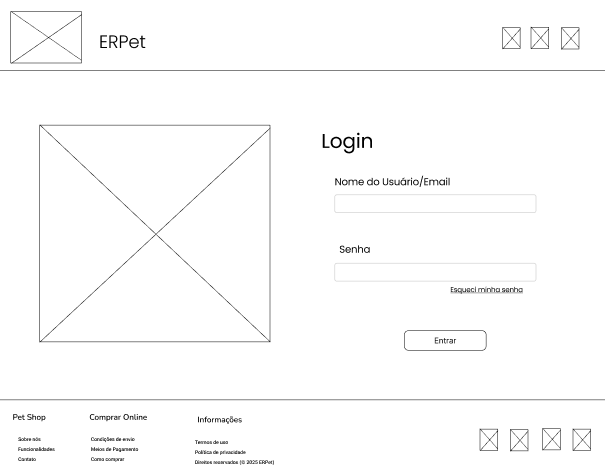 ERPet
Login
Nome do Usuário/Email
Senha
Esqueci minha senha
Entrar
Pet Shop
Sobre nós
Funcionalidades
Contato
Comprar Online
Condições de envio
Meios de Pagamento
Como comprar
Informações
Termos de uso
Política de privacidade
Direitos reservados (© 2025 ERPet)